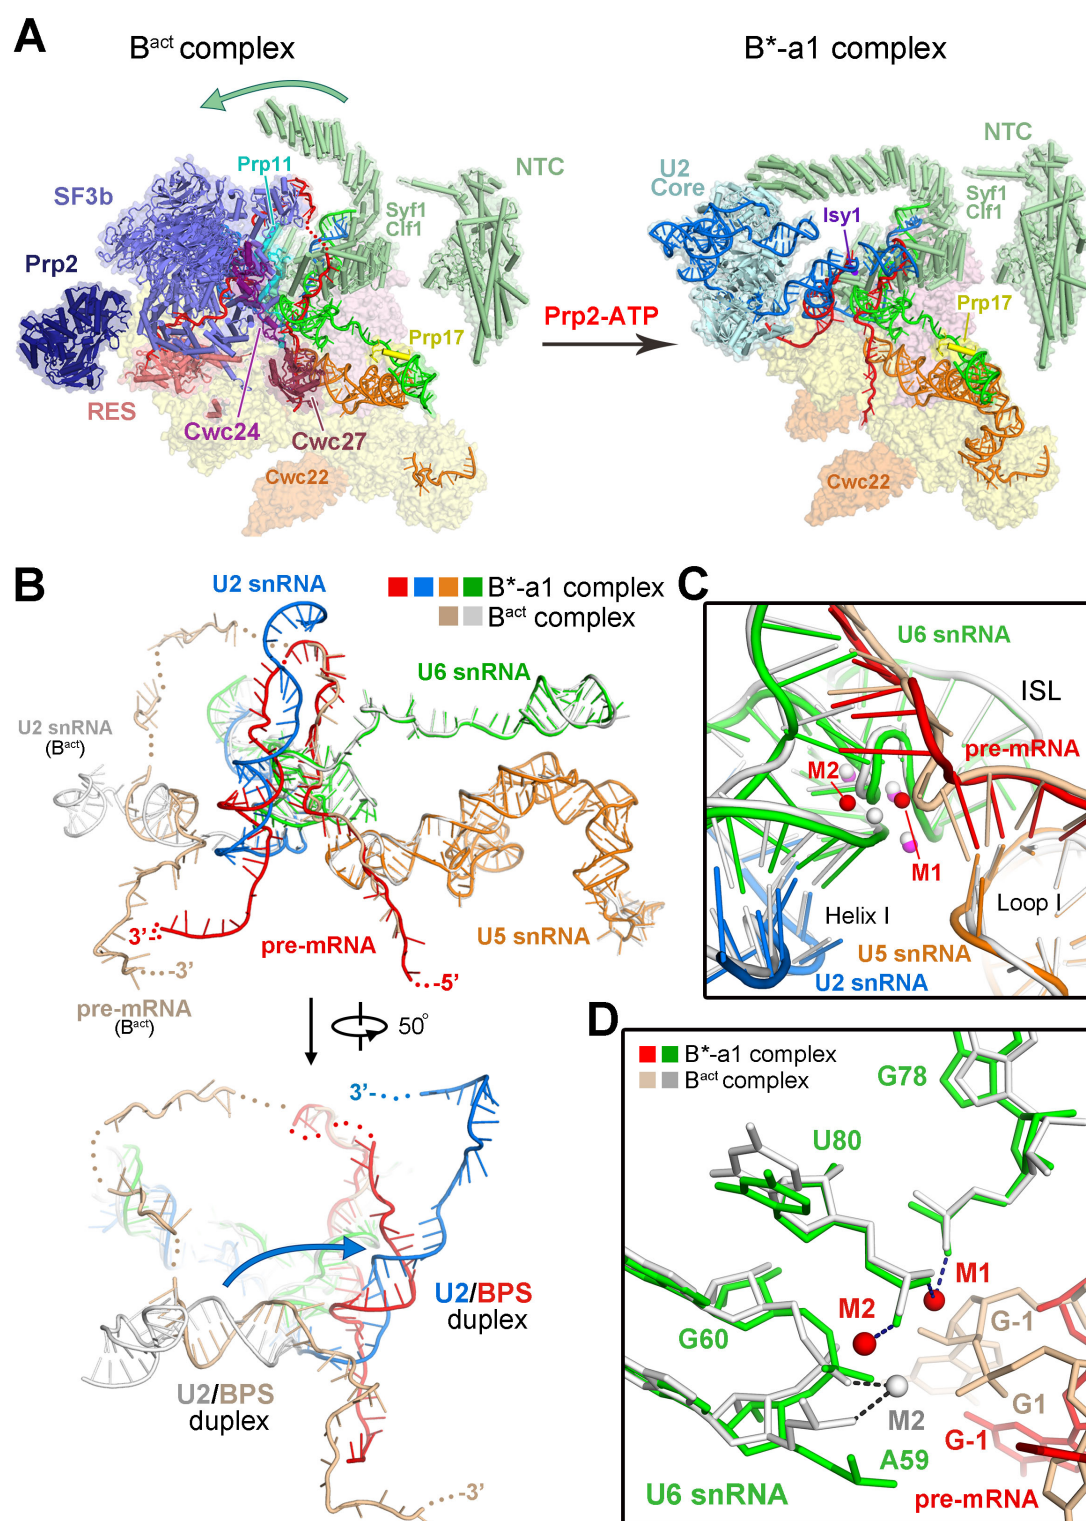 A
Bact complex
B*-a1 complex
Prp11
NTC
SF3b
Syf1
Clf1
Prp2
Prp17
RES
Cwc24
Cwc27
Cwc22
Prp2-ATP
NTC
U2
Core
Isy1
Syf1
Clf1
Prp17
Cwc22
B
U2 snRNA
B*-a1 complex
Bact complex
U6 snRNA
U2 snRNA
(Bact)
3'-
pre-mRNA
U5 snRNA
-3'
-5'
pre-mRNA
(Bact)
50°
3'-
U2/BPS
duplex
U2/BPS
duplex
-3'
C
U6 snRNA
ISL
pre-mRNA
M2
M1
Helix I
Loop I
U5 snRNA
U2 snRNA
D
B*-a1 complex
Bact complex
G78
U80
M1
M2
G-1
G60
M2
G1
G-1
A59
U6 snRNA
pre-mRNA